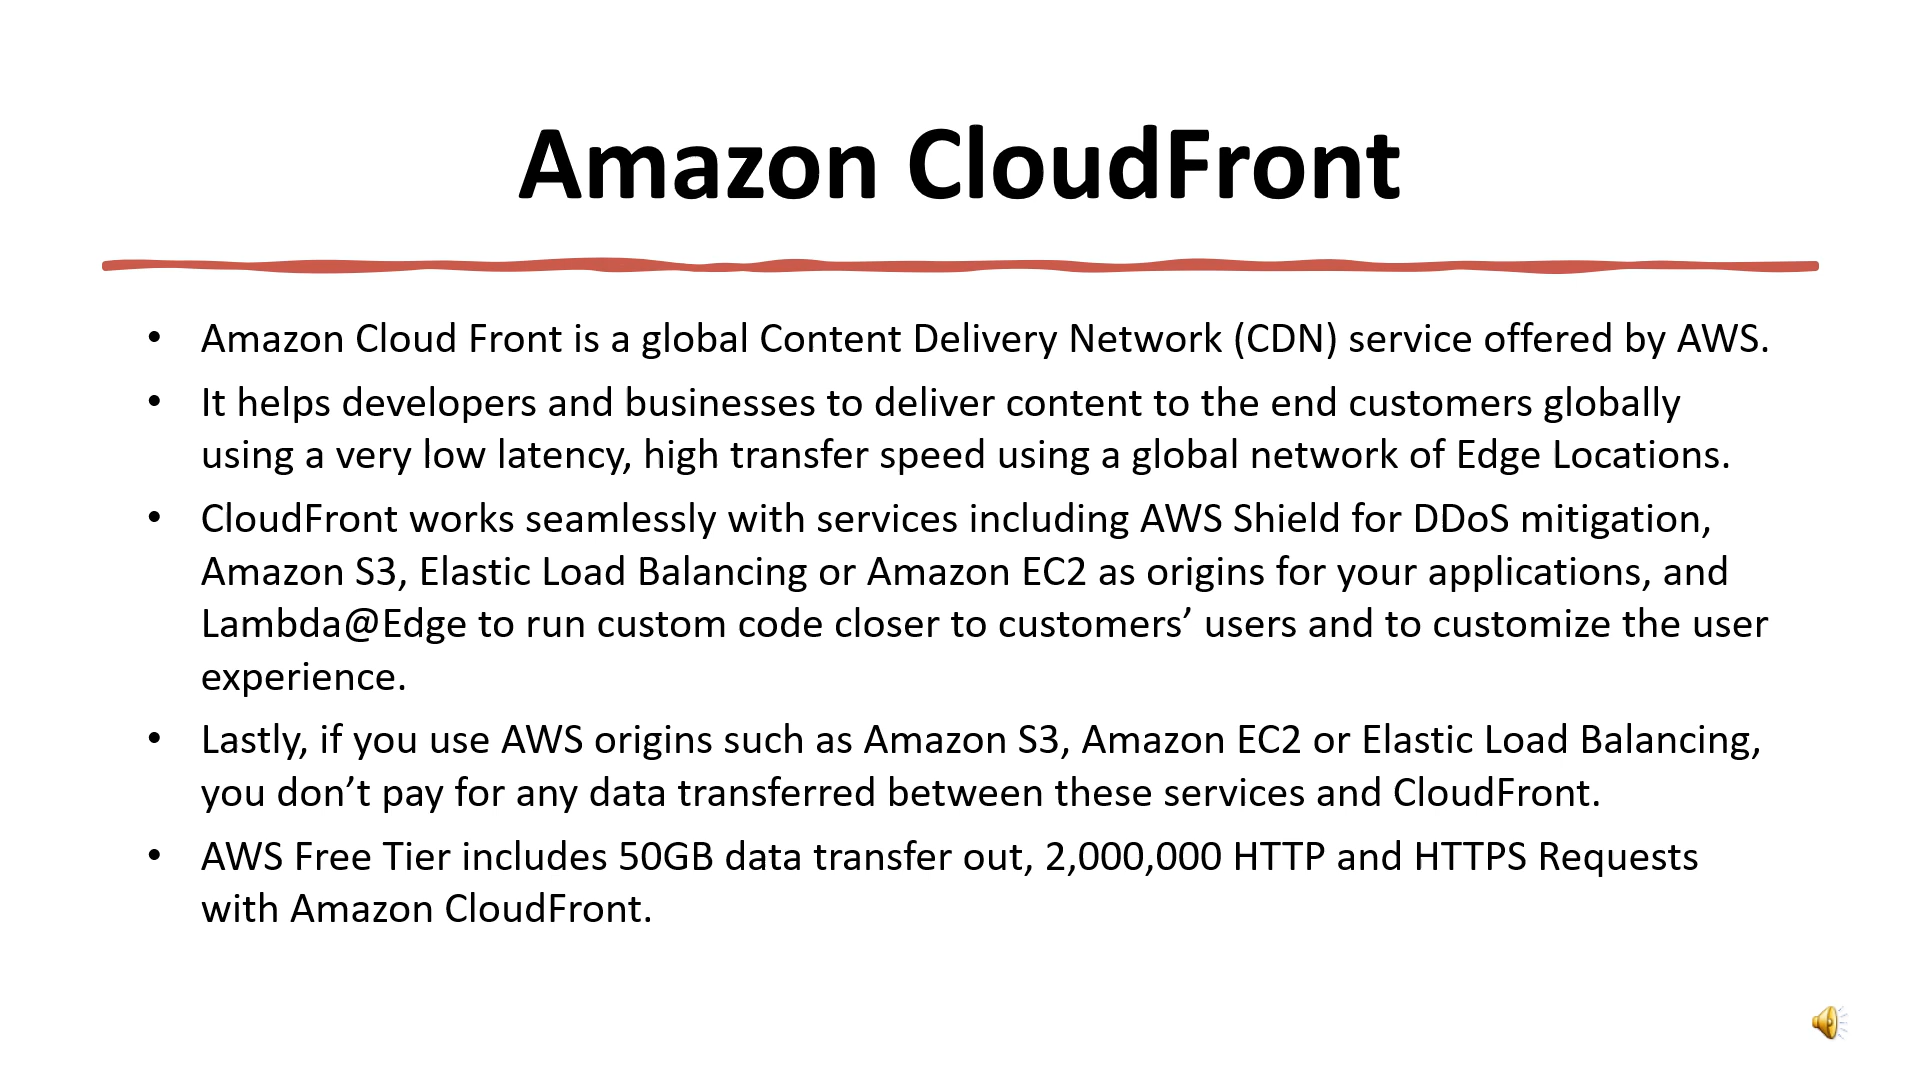 Amazon CloudFront
• Amazon Cloud Front is a global Content Delivery Network (CDN) service offered by AWS.
• It helps developers and businesses to deliver content to the end customers globally
using a very low latency, high transfer speed using a global network of Edge Locations.
• CloudFront works seamlessly with services including AWS Shield for DDoS mitigation,
Amazon S3, Elastic Load Balancing or Amazon EC2 as origins for your applications, and
Lambda@Edge to run custom code closer to customers’ users and to customize the user
experience.
• Lastly, if you use AWS origins such as Amazon S3, Amazon EC2 or Elastic Load Balancing,
you don’t pay for any data transferred between these services and CloudFront.
• AWS Free Tier includes 50GB data transfer out, 2,000,000 HTTP and HTTPS Requests
with Amazon CloudFront.